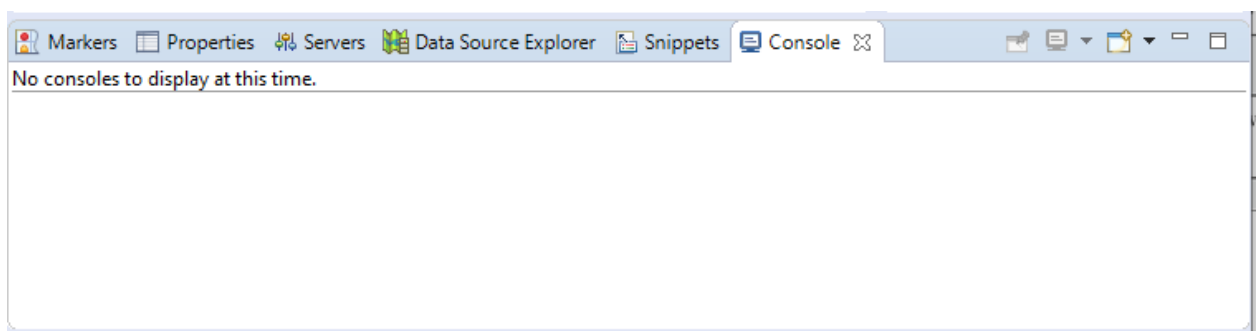 Markers Properties Servers Data Source Explorer Snippets Console
No consoles to display at this time.